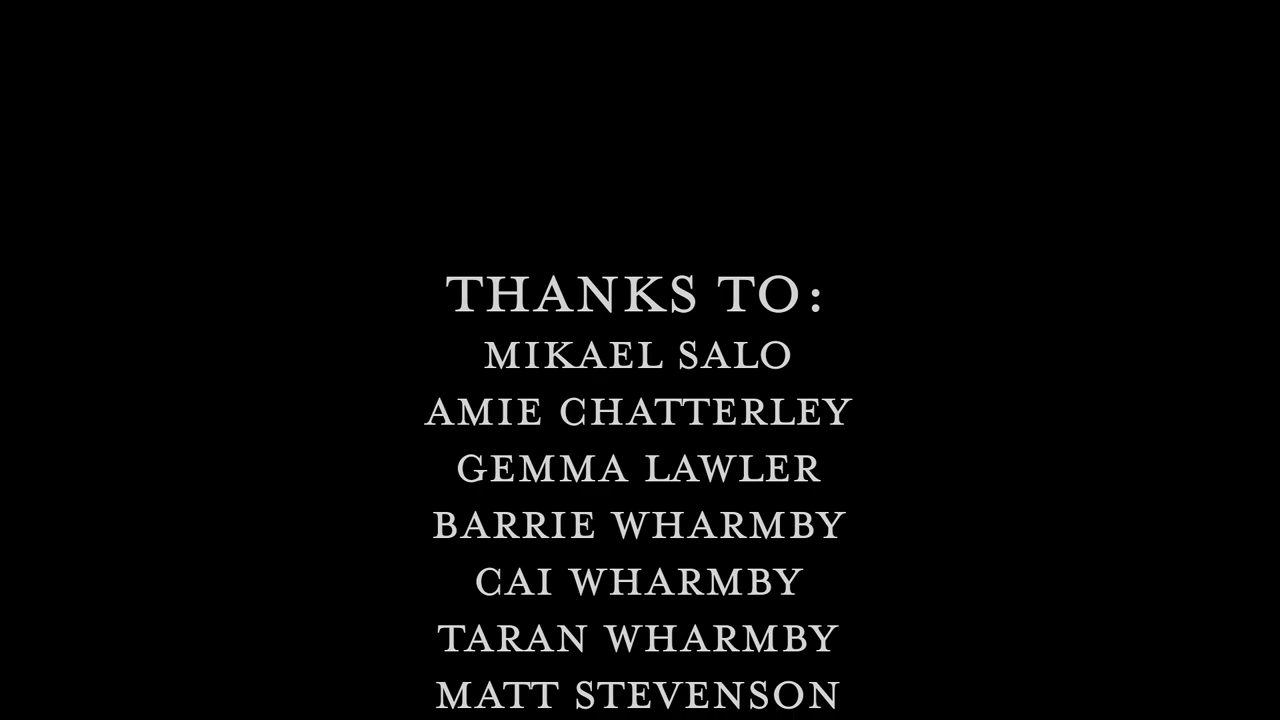 THANKS TO:
MIKAEL SALO
AMIE CHATTERLEY
GEMMA LAWLER
BARRIE WHARMBY
CAI WHARMBY
TARAN WHARMBY
MATT STEVENSON